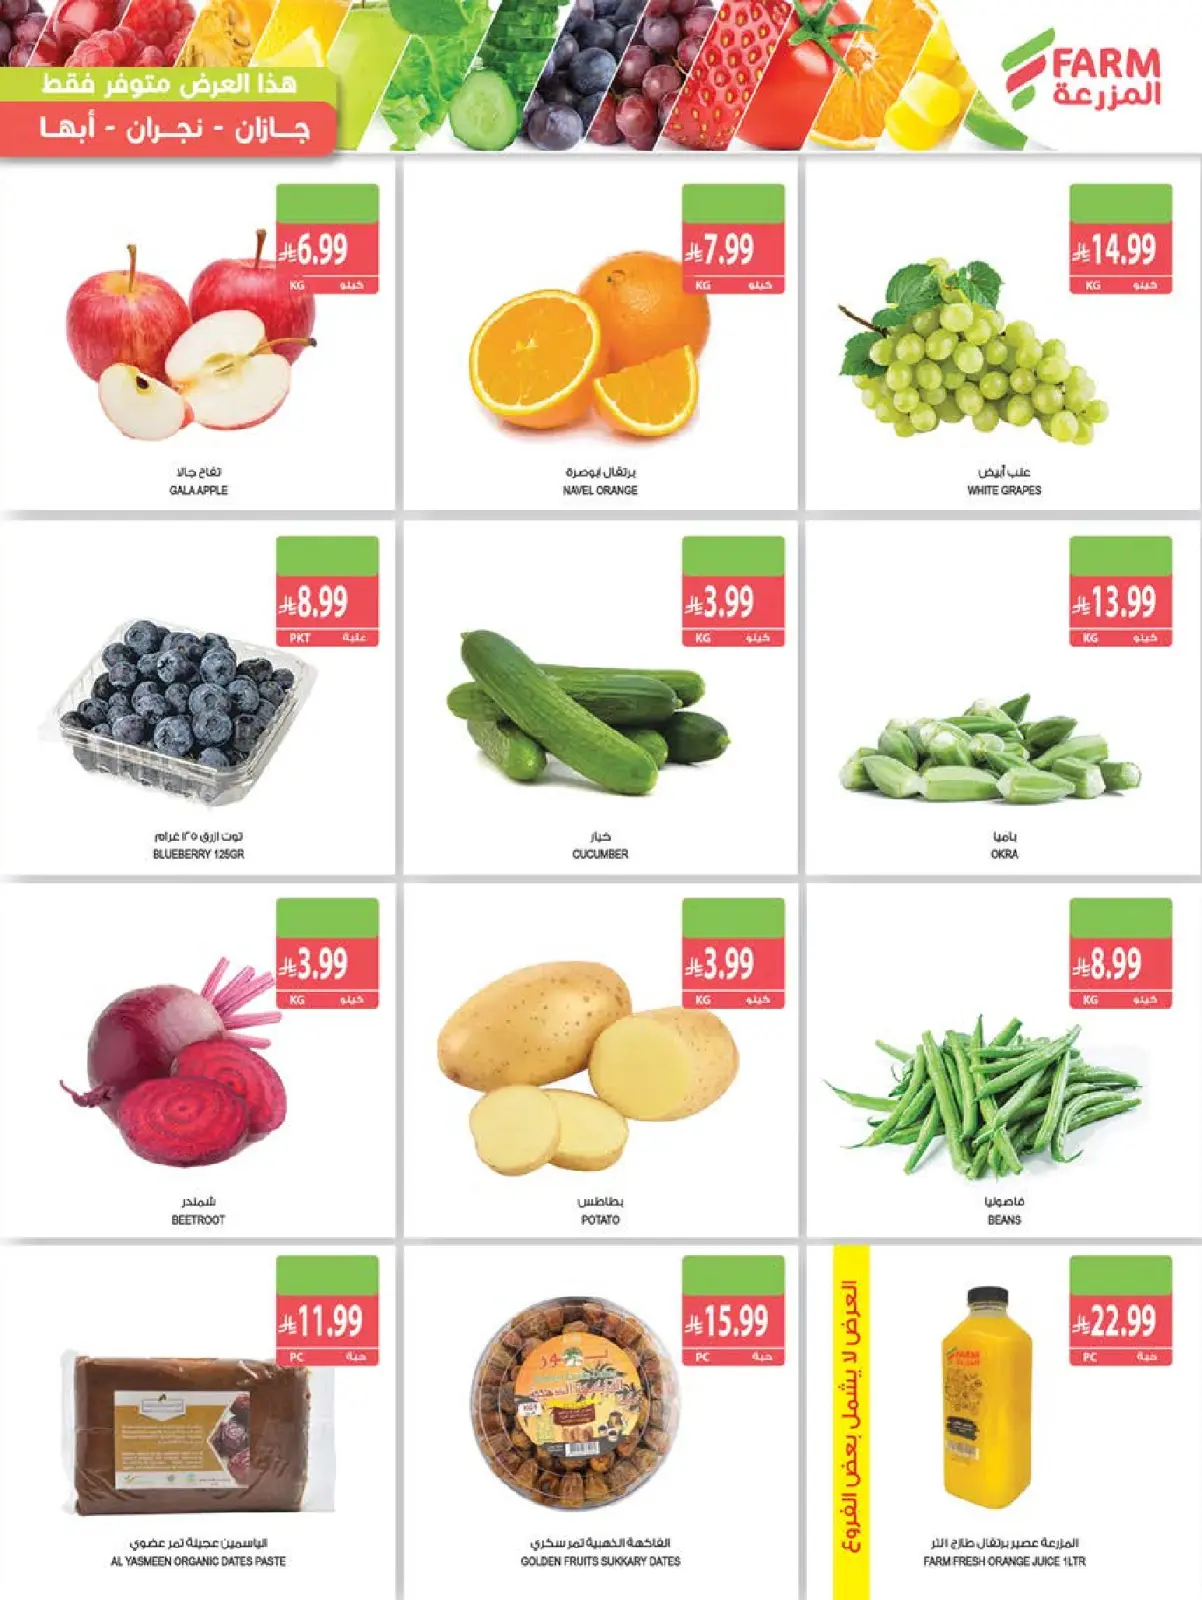 هذا العرض متوفر فقط
جازان - نجران - أبها
FARM
المزرعة
6.99
KG كيلو
تفاح جالا
GALA APPLE
7.99
KG كيلو
برتقال ابوصرة
NAVEL ORANGE
14.99
KG كيلو
عنب أبيض
WHITE GRAPES
8.99
PKT علبة
توت ازرق ١٢٥ غرام
BLUEBERRY 125GR
3.99
KG كيلو
خيار
CUCUMBER
13.99
KG كيلو
باميا
OKRA
3.99
KG كيلو
شمندر
BEETROOT
3.99
KG كيلو
بطاطس
POTATO
8.99
KG كيلو
فاصوليا
BEANS
11.99
PC حبة
الياسمين عجينة تمر عضوي
AL YASMEEN ORGANIC DATES PASTE
15.99
PC حبة
الفاكهة الذهبية تمر سكري
GOLDEN FRUITS SUKKARY DATES
العرض لا يشمل بعض الفروع
22.99
PC حبة
FARM
المزرعة
المزرعة عصير برتقال طازج ١لتر
FARM FRESH ORANGE JUICE 1LTR